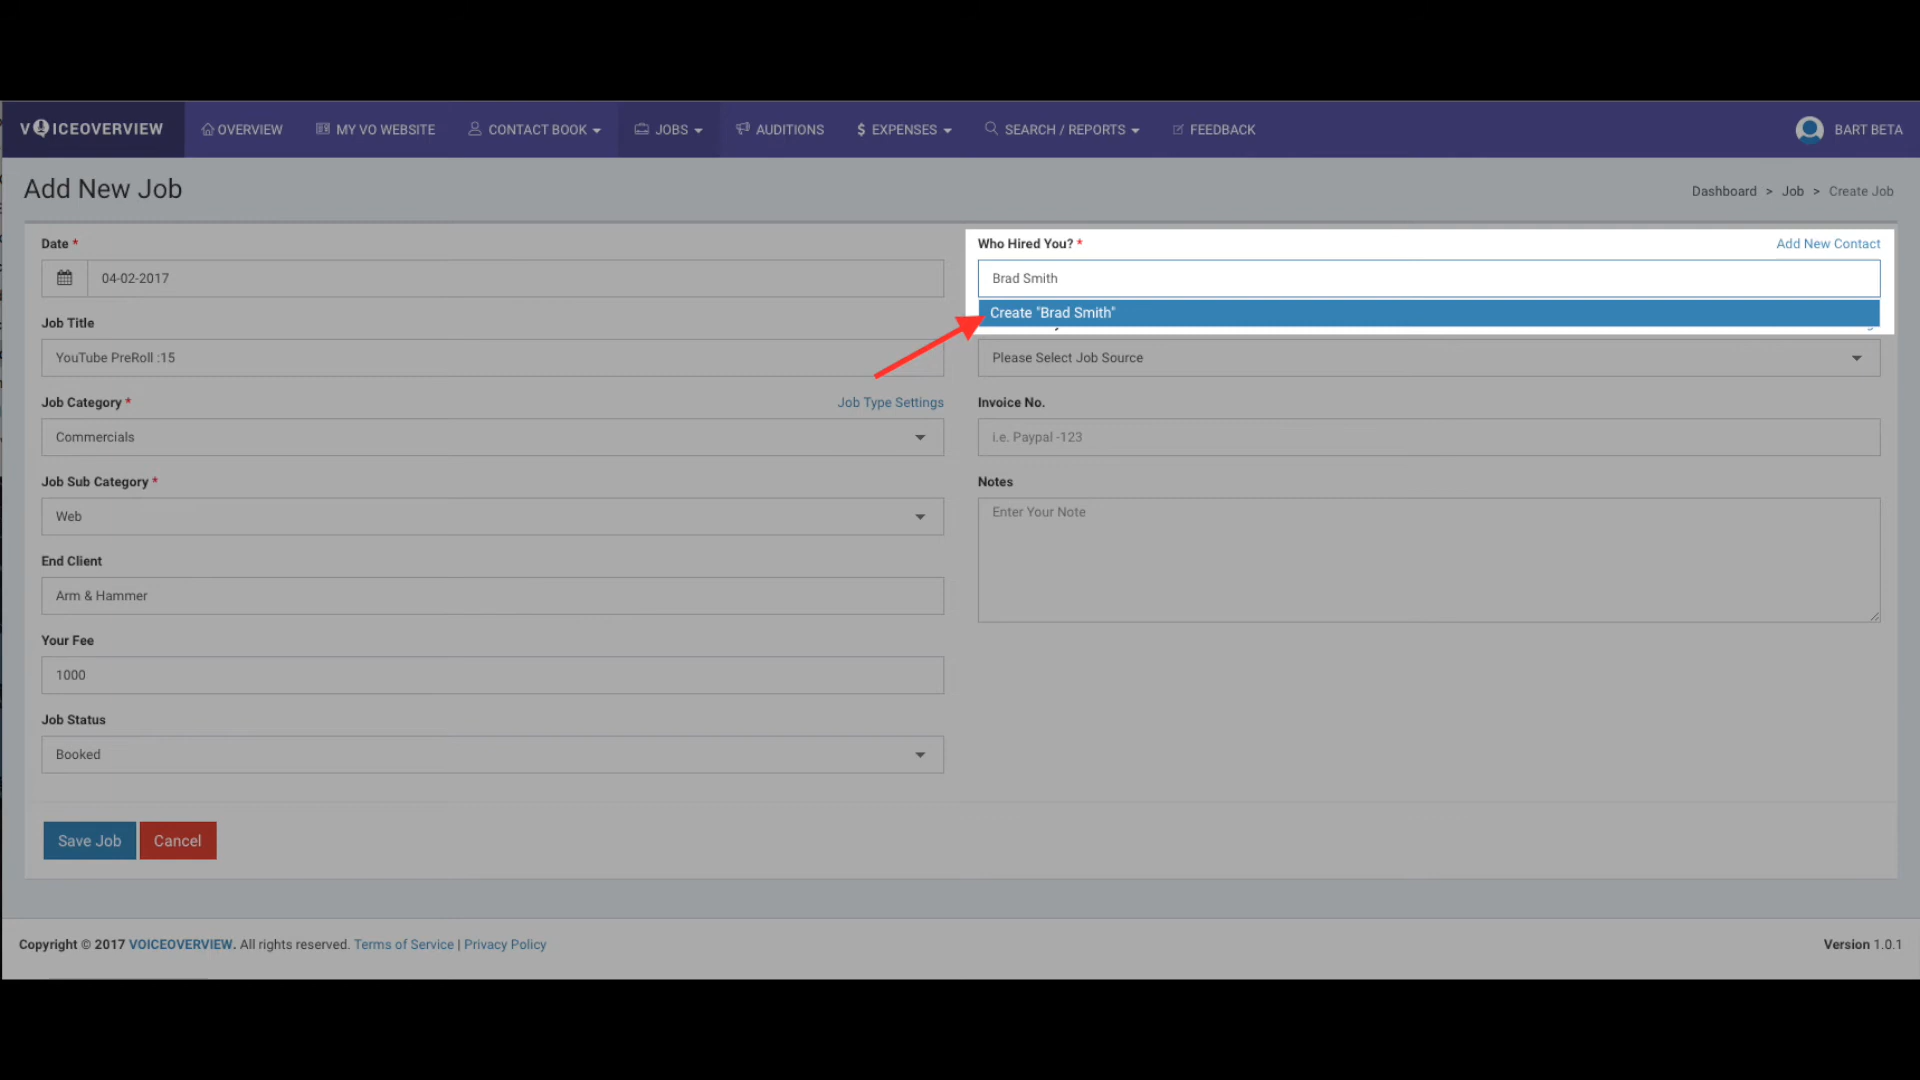 VOICEOVERVIEW OVERVIEW MY VO WEBSITE CONTACT BOOK JOBS AUDITIONS $ EXPENSES SEARCH / REPORTS FEEDBACK BART BETA
Add New Job
Dashboard > Job > Create Job
Date *
04-02-2017
Job Title
YouTube PreRoll :15
Job Category * Job Type Settings
Commercials
Job Sub Category *
Web
End Client
Arm & Hammer
Your Fee
1000
Job Status
Booked
Save Job Cancel
Who Hired You? * Add New Contact
Brad Smith
Create "Brad Smith"
Please Select Job Source
Invoice No.
i.e. Paypal -123
Notes
Enter Your Note
Copyright © 2017 VOICEOVERVIEW. All rights reserved. Terms of Service | Privacy Policy
Version 1.0.1